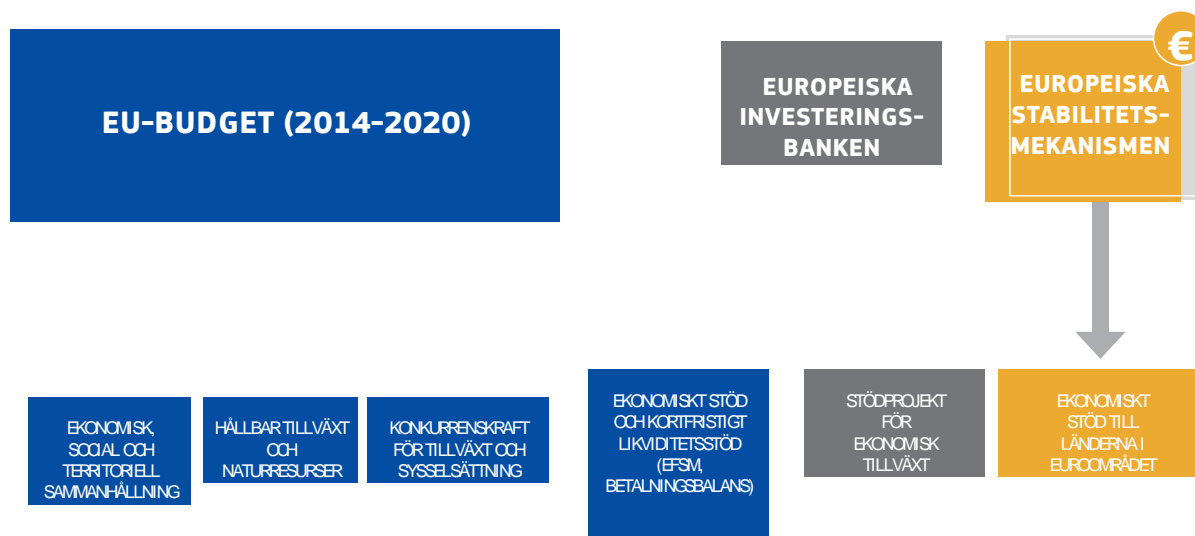 EU-BUDGET (2014-2020)
EUROPEISKA
INVESTERINGS-
BANKEN
€
EUROPEISKA
STABILITETS-
MEKANISMEN
EKONOMISK,
SOCIAL OCH
TERRITORIELL
SAMMANHÅLLNING
HÅLLBAR TILLVÄXT
OCH
NATURRESURSER
KONKURRENSKRAFT
FÖR TILLVÄXT OCH
SYSSELSÄTTNING
EKONOMISKT STÖD
OCH KORTFRISTIGT
LIKVIDITETSSTÖD
(EFSM,
BETALNINGSBALANS)
STÖDPROJEKT
FÖR
EKONOMISK
TILLVÄXT
EKONOMISKT
STÖD TILL
LÄNDERNA I
EUROOMRÅDET